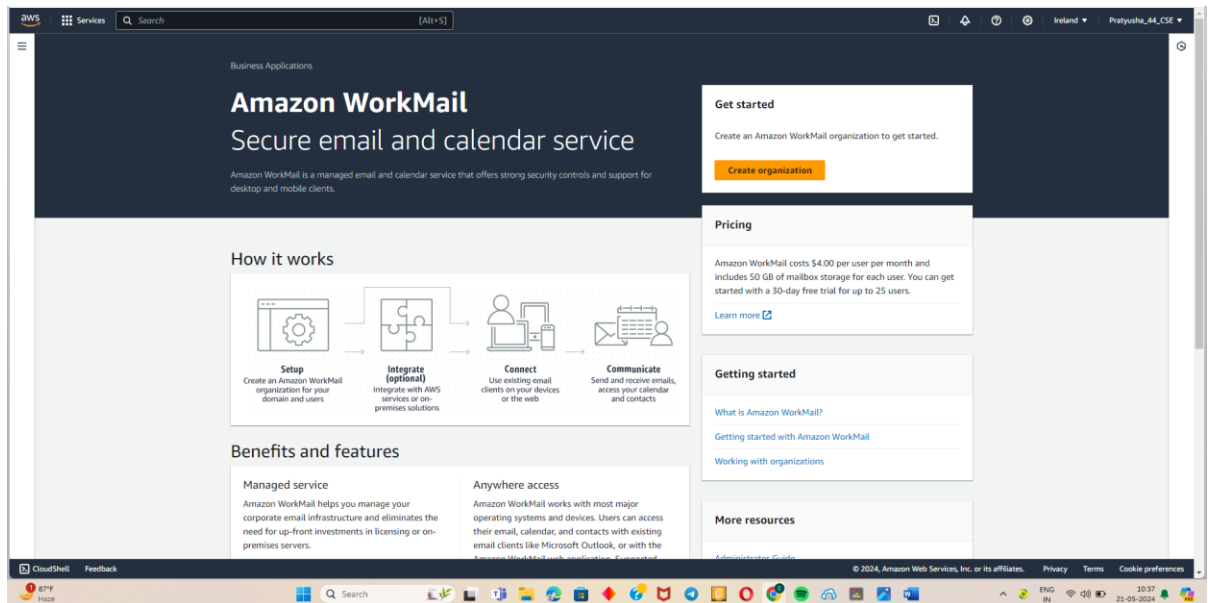 aws
Services
Search
[Alt+S]
Ireland
Pratyusha_44_CSE
Business Applications
Amazon WorkMail
Secure email and calendar service
Amazon WorkMail is a managed email and calendar service that offers strong security controls and support for
desktop and mobile clients.
Get started
Create an Amazon WorkMail organization to get started.
Create organization
Pricing
Amazon WorkMail costs $4.00 per user per month and
includes 50 GB of mailbox storage for each user. You can get
started with a 30-day free trial for up to 25 users.
Learn more
How it works
Setup
Create an Amazon WorkMail
organization for your
domain and users
Integrate
(optional)
Integrate with AWS
services or on-
premises solutions
Connect
Use existing email
clients on your devices
or the web
Communicate
Send and receive emails,
access your calendar
and contacts
Getting started
What is Amazon WorkMail?
Getting started with Amazon WorkMail
Working with organizations
Benefits and features
Managed service
Amazon WorkMail helps you manage your
corporate email infrastructure and eliminates the
need for up-front investments in licensing or on-
premises servers.
Anywhere access
Amazon WorkMail works with most major
operating systems and devices. Users can access
their email, calendar, and contacts with existing
email clients like Microsoft Outlook, or with the
Amazon WorkMail web application. Supported
More resources
Administrator Guide
CloudShell
Feedback
© 2024, Amazon Web Services, Inc. or its affiliates.
Privacy
Terms
Cookie preferences
1
87°F
Haze
Search
ENG
IN
10:37
21-05-2024